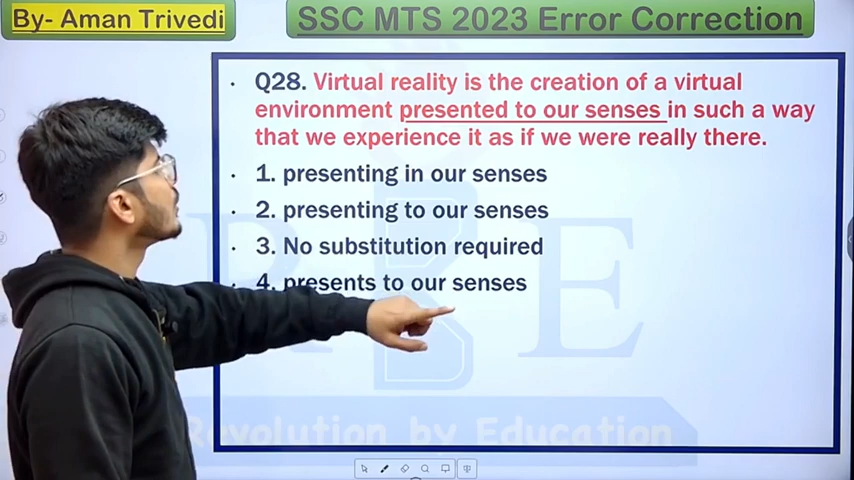 By- Aman Trivedi
SSC MTS 2023 Error Correction
Q28. Virtual reality is the creation of a virtual
environment presented to our senses in such a way
that we experience it as if we were really there.
1. presenting in our senses
2. presenting to our senses
3. No substitution required
4. presents to our senses
RBE
Revolution by Education